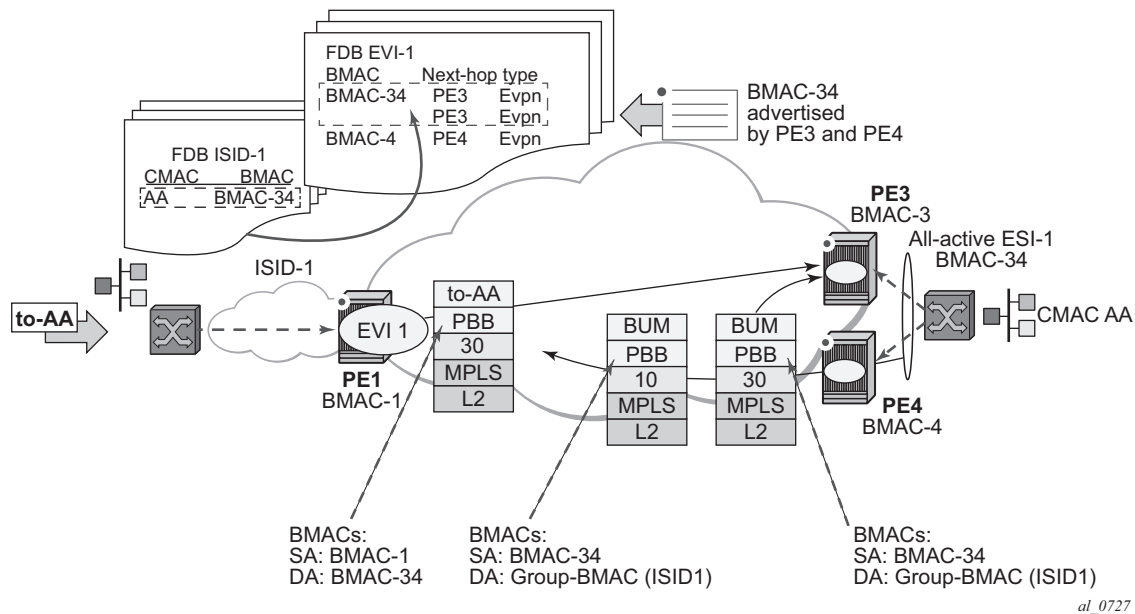 FDB EVI-1
BMAC Next-hop type
BMAC-34 PE3 Evpn
PE3 Evpn
BMAC-4 PE4 Evpn
BMAC-34
advertised
by PE3 and PE4
FDB ISID-1
CMAC BMAC
AA BMAC-34
PE3
BMAC-3
All-active ESI-1
BMAC-34
ISID-1
to-AA
EVI 1
PE1
BMAC-1
to-AA
PBB
30
MPLS
L2
BUM
PBB
10
MPLS
L2
BUM
PBB
30
MPLS
L2
CMAC AA
PE4
BMAC-4
BMACs:
SA: BMAC-1
DA: BMAC-34
BMACs:
SA: BMAC-34
DA: Group-BMAC (ISID1)
BMACs:
SA: BMAC-34
DA: Group-BMAC (ISID1)
al_0727